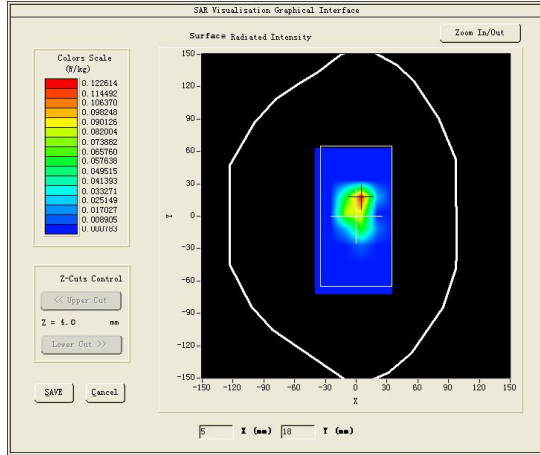 SAR Visualisation Graphical Interface
Surface Radiated Intensity
Zoom In/Out
Colors Scale
(W/kg)
0.122614
0.114492
0.106370
0.098248
0.090126
0.082004
0.073882
0.065760
0.057638
0.049515
0.041393
0.033271
0.025149
0.017027
0.008905
0.000783
150
120
90
60
30
0
-30
-60
-90
-120
-150
Y
-150 -120 -90 -60 -30 0 30 60 90 120 150
X
Z-Cuts Control
<< Upper Cut
Z = 4.0 mm
Lower Cut >>
SAVE
Cancel
5 X (mm) 18 Y (mm)